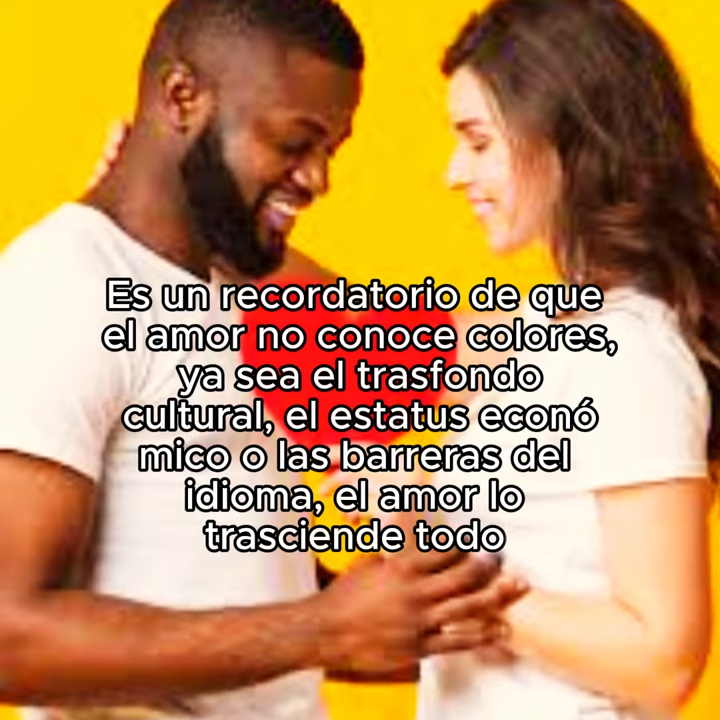 Es un recordatorio de que
el amor no conoce colores,
ya sea el trasfondo
cultural, el estatus econó
mico o las barreras del
idioma, el amor lo
trasciende todo